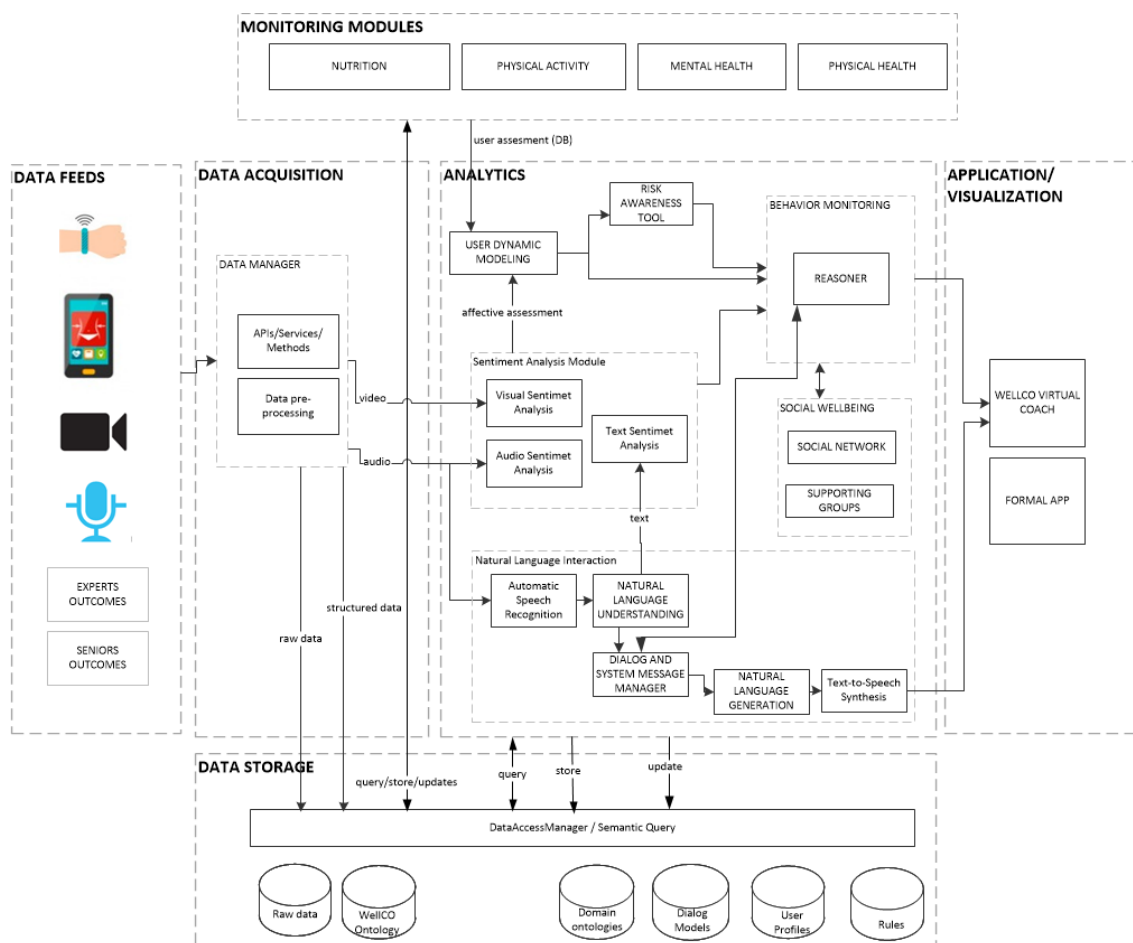 MONITORING MODULES
NUTRITION
PHYSICAL ACTIVITY
MENTAL HEALTH
PHYSICAL HEALTH
user assesment (DB)
DATA FEEDS
EXPERTS
OUTCOMES
SENIORS
OUTCOMES
DATA ACQUISITION
DATA MANAGER
APIs/Services/
Methods
Data pre-
processing
video
audio
raw data
structured data
query/store/updates
ANALYTICS
RISK
AWARENESS
TOOL
USER DYNAMIC
MODELING
affective assessment
BEHAVIOR MONITORING
REASONER
Sentiment Analysis Module
Visual Sentimet
Analysis
Audio Sentimet
Analysis
Text Sentimet
Analysis
text
SOCIAL WELLBEING
SOCIAL NETWORK
SUPPORTING
GROUPS
Natural Language Interaction
Automatic
Speech
Recognition
NATURAL
LANGUAGE
UNDERSTANDING
DIALOG AND
SYSTEM MESSAGE
MANAGER
NATURAL
LANGUAGE
GENERATION
Text-to-Speech
Synthesis
APPLICATION/
VISUALIZATION
WELLCO VIRTUAL
COACH
FORMAL APP
DATA STORAGE
query
store
update
DataAccessManager / Semantic Query
Raw data
WellCO
Ontology
Domain
ontologies
Dialog
Models
User
Profiles
Rules